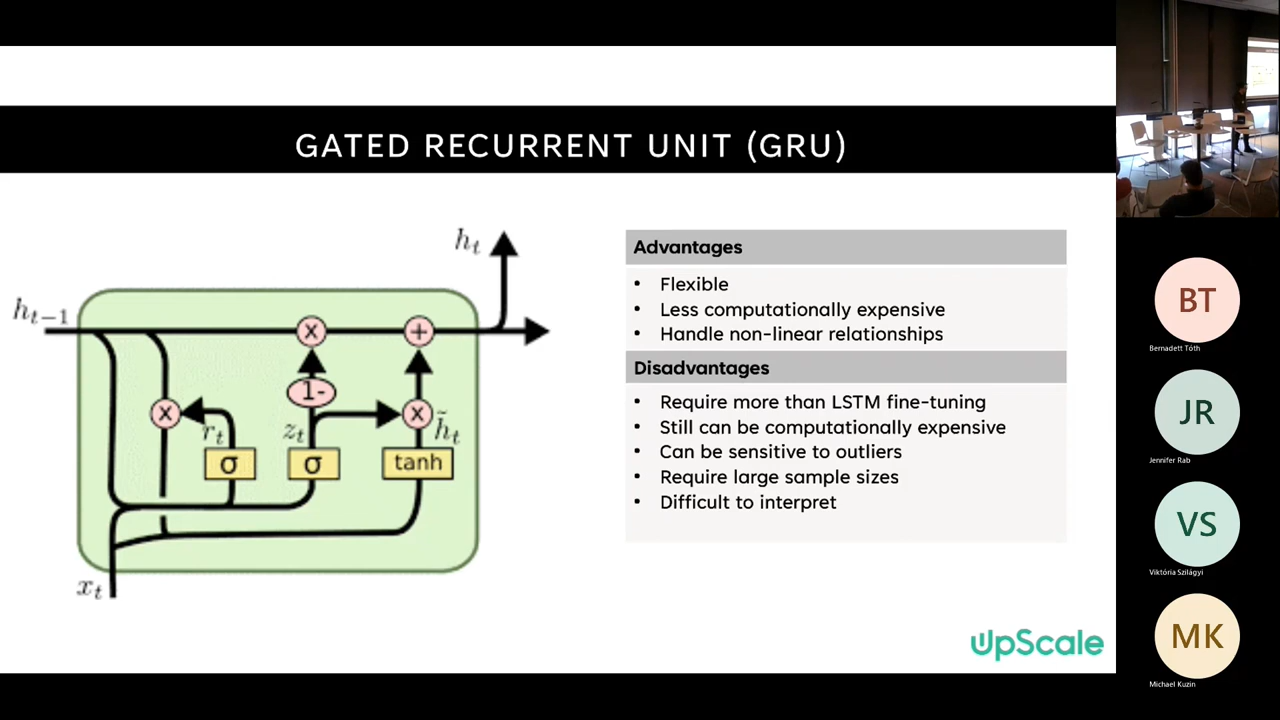 GATED RECURRENT UNIT (GRU)
h_t
h_{t-1}
x
+
1-
x
x
r_t
z_t
h̃_t
σ
σ
tanh
x_t
Advantages
• Flexible
• Less computationally expensive
• Handle non-linear relationships
Disadvantages
• Require more than LSTM fine-tuning
• Still can be computationally expensive
• Can be sensitive to outliers
• Require large sample sizes
• Difficult to interpret
UpScale
BT
Bernadett Tóth
JR
Jennifer Rab
VS
Viktória Szilágyi
MK
Michael Kuzin